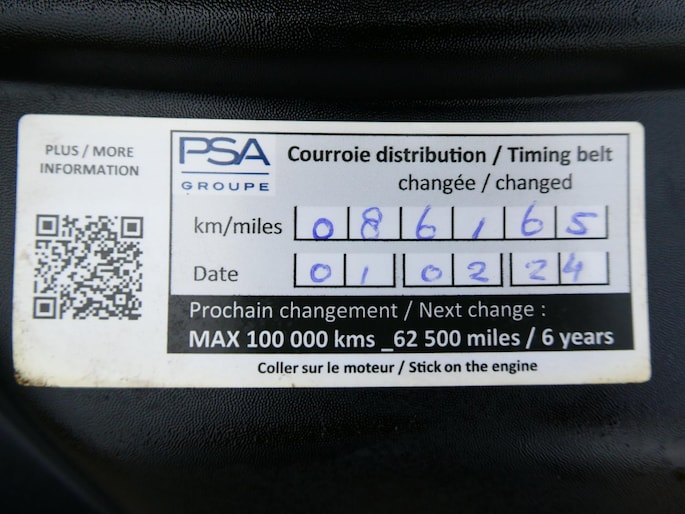 PLUS / MORE
INFORMATION
PSA
GROUPE
Courroie distribution / Timing belt
changée / changed
km/miles 086165
Date 01 02 24
Prochain changement / Next change :
MAX 100 000 kms _62 500 miles / 6 years
Coller sur le moteur / Stick on the engine